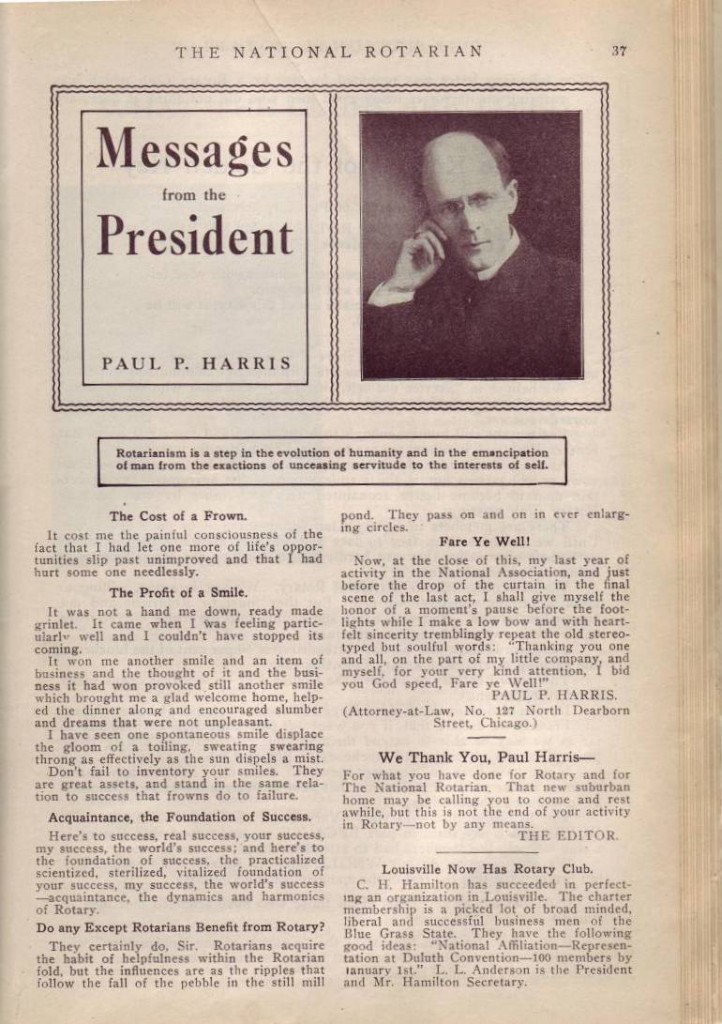 THE NATIONAL ROTARIAN
37
Messages
from the
President
PAUL P. HARRIS
Rotarianism is a step in the evolution of humanity and in the emancipation
of man from the exactions of unceasing servitude to the interests of self.
The Cost of a Frown.
It cost me the painful consciousness of the
fact that I had let one more of life's oppor-
tunities slip past unimproved and that I had
hurt some one needlessly.
The Profit of a Smile.
It was not a hand me down, ready made
grinlet. It came when I was feeling partic-
ularly well and I couldn't have stopped its
coming.
It won me another smile and an item of
business and the thought of it and the busi-
ness it had won provoked still another smile
which brought me a glad welcome home, help-
ed the dinner along and encouraged slumber
and dreams that were not unpleasant.
I have seen one spontaneous smile displace
the gloom of a toiling, sweating swearing
throng as effectively as the sun dispels a mist.
Don't fail to inventory your smiles. They
are great assets, and stand in the same rela-
tion to success that frowns do to failure.
Acquaintance, the Foundation of Success.
Here's to success, real success, your success,
my success, the world's success; and here's to
the foundation of success, the practicalized
scientized, sterilized, vitalized foundation of
your success, my success, the world's success
—acquaintance, the dynamics and harmonics
of Rotary.
Do any Except Rotarians Benefit from Rotary?
They certainly do, Sir. Rotarians acquire
the habit of helpfulness within the Rotarian
fold, but the influences are as the ripples that
follow the fall of the pebble in the still mill
pond. They pass on and on in ever enlarg-
ing circles.
Fare Ye Well!
Now, at the close of this, my last year of
activity in the National Association, and just
before the drop of the curtain in the final
scene of the last act, I shall give myself the
honor of a moment's pause before the foot-
lights while I make a low bow and with heart-
felt sincerity tremblingly repeat the old stereo-
typed but soulful words: "Thanking you one
and all, on the part of my little company, and
myself, for your very kind attention, I bid
you God speed, Fare ye Well!"
PAUL P. HARRIS.
(Attorney-at-Law, No. 127 North Dearborn
Street, Chicago.)
We Thank You, Paul Harris—
For what you have done for Rotary and for
The National Rotarian. That new suburban
home may be calling you to come and rest
awhile, but this is not the end of your activity
in Rotary—not by any means.
THE EDITOR.
Louisville Now Has Rotary Club.
C. H. Hamilton has succeeded in perfect-
ing an organization in Louisville. The charter
membership is a picked lot of broad minded,
liberal and successful business men of the
Blue Grass State. They have the following
good ideas: "National Affiliation—Represen-
tation at Duluth Convention—100 members by
January 1st." L. L. Anderson is the President
and Mr. Hamilton Secretary.